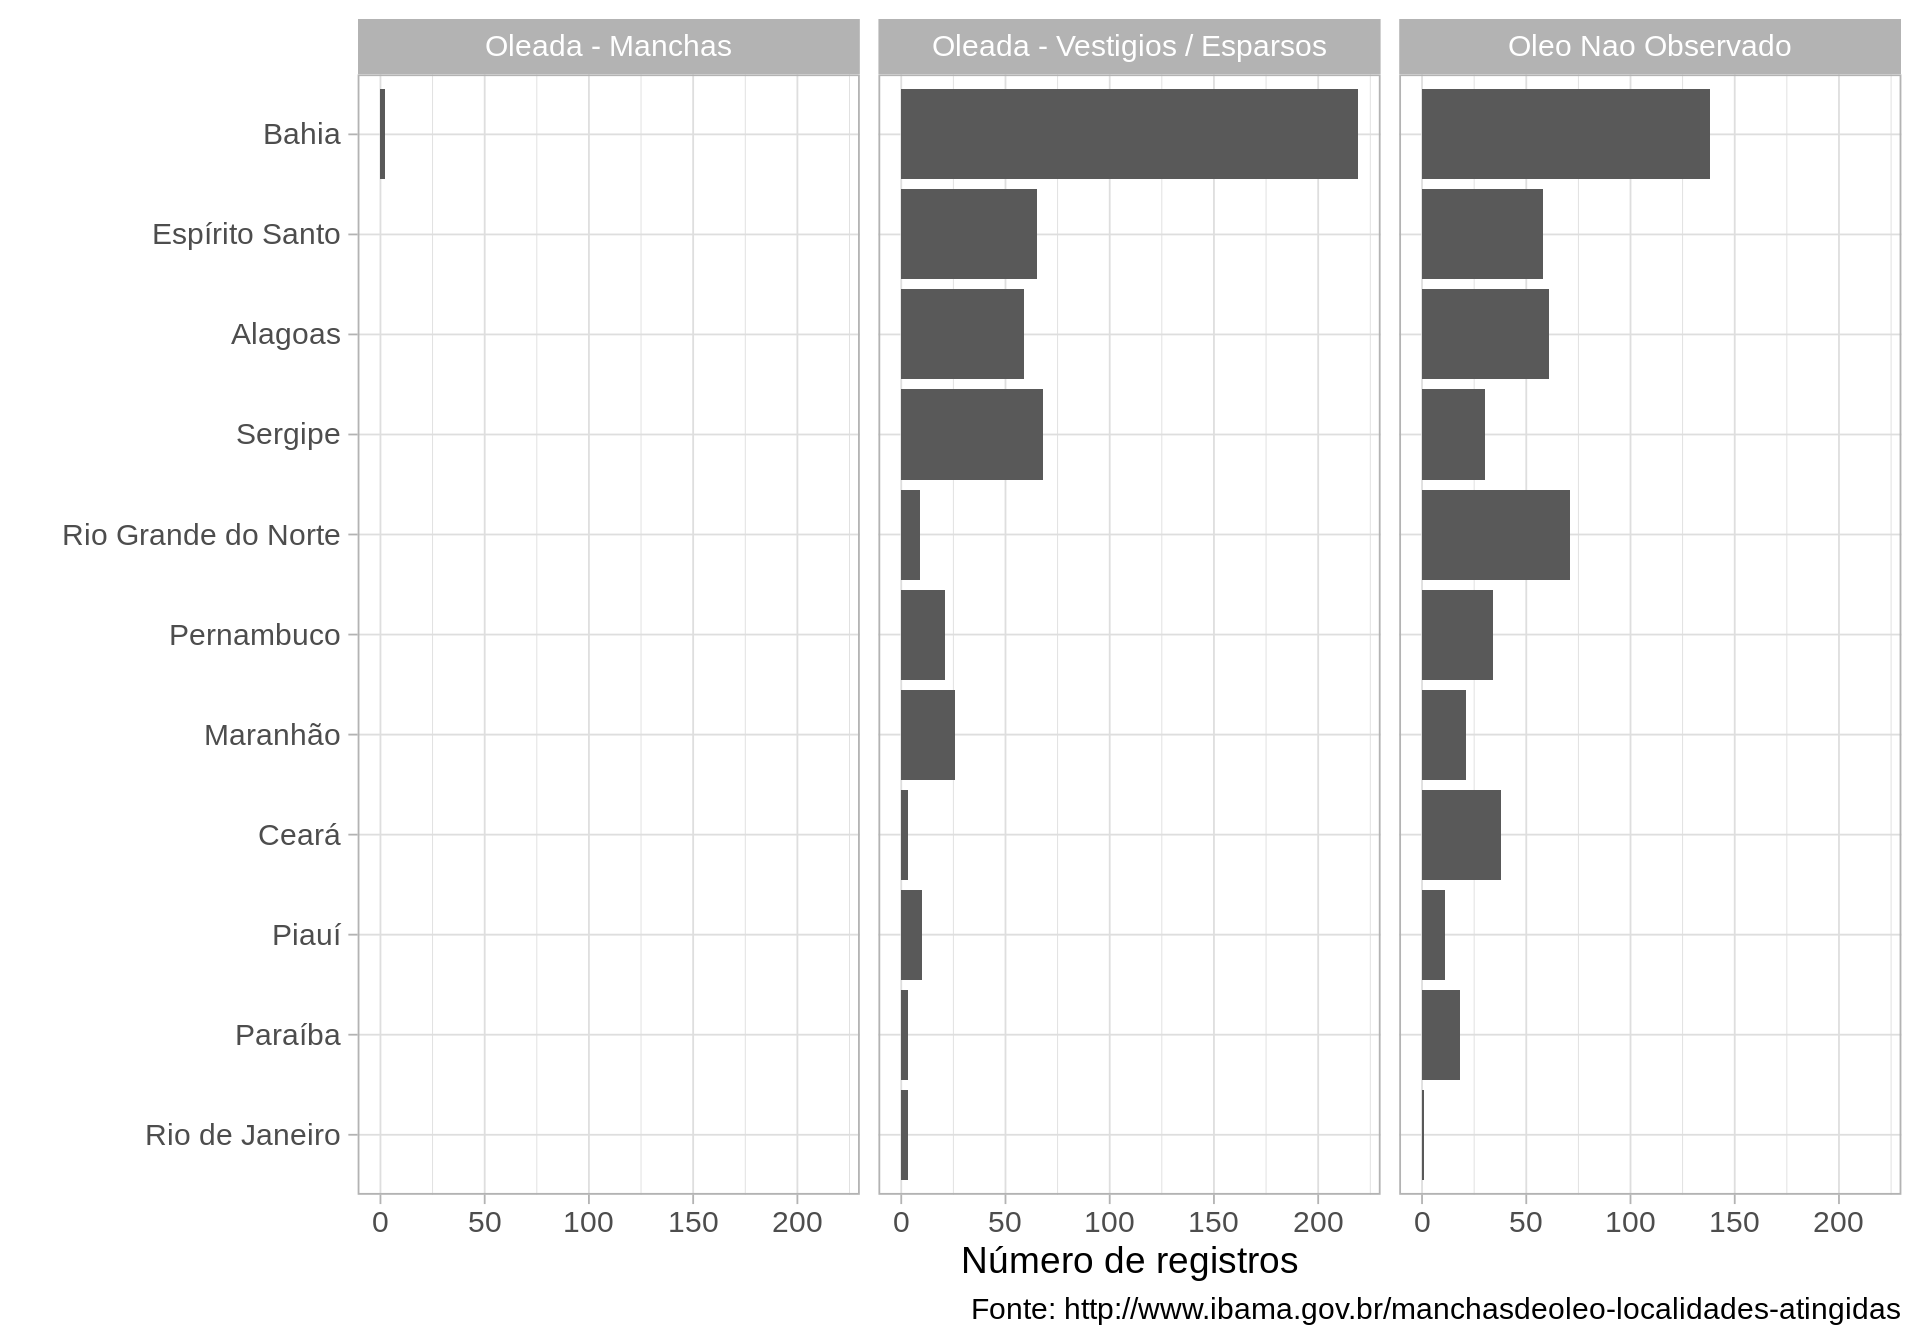 Oleada - Manchas
Oleada - Vestigios / Esparsos
Oleo Nao Observado
Bahia
Espírito Santo
Alagoas
Sergipe
Rio Grande do Norte
Pernambuco
Maranhão
Ceará
Piauí
Paraíba
Rio de Janeiro
0 50 100 150 200
0 50 100 150 200
0 50 100 150 200
Número de registros
Fonte: http://www.ibama.gov.br/manchasdeoleo-localidades-atingidas